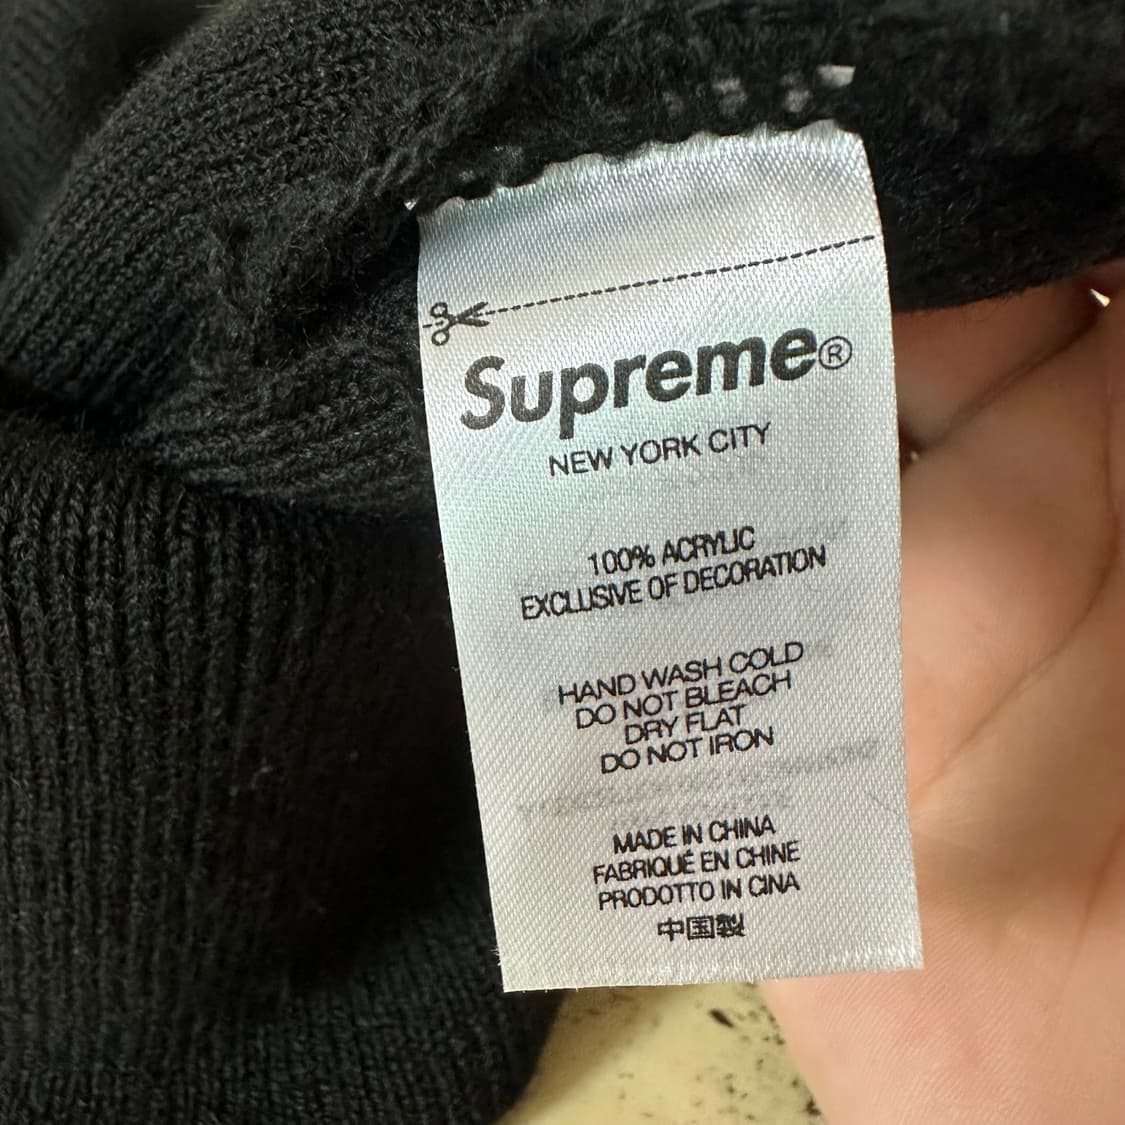 Supreme®
NEW YORK CITY
100% ACRYLIC
EXCLUSIVE OF DECORATION
HAND WASH COLD
DO NOT BLEACH
DRY FLAT
DO NOT IRON
MADE IN CHINA
FABRIQUÉ EN CHINE
PRODOTTO IN CINA
中国製